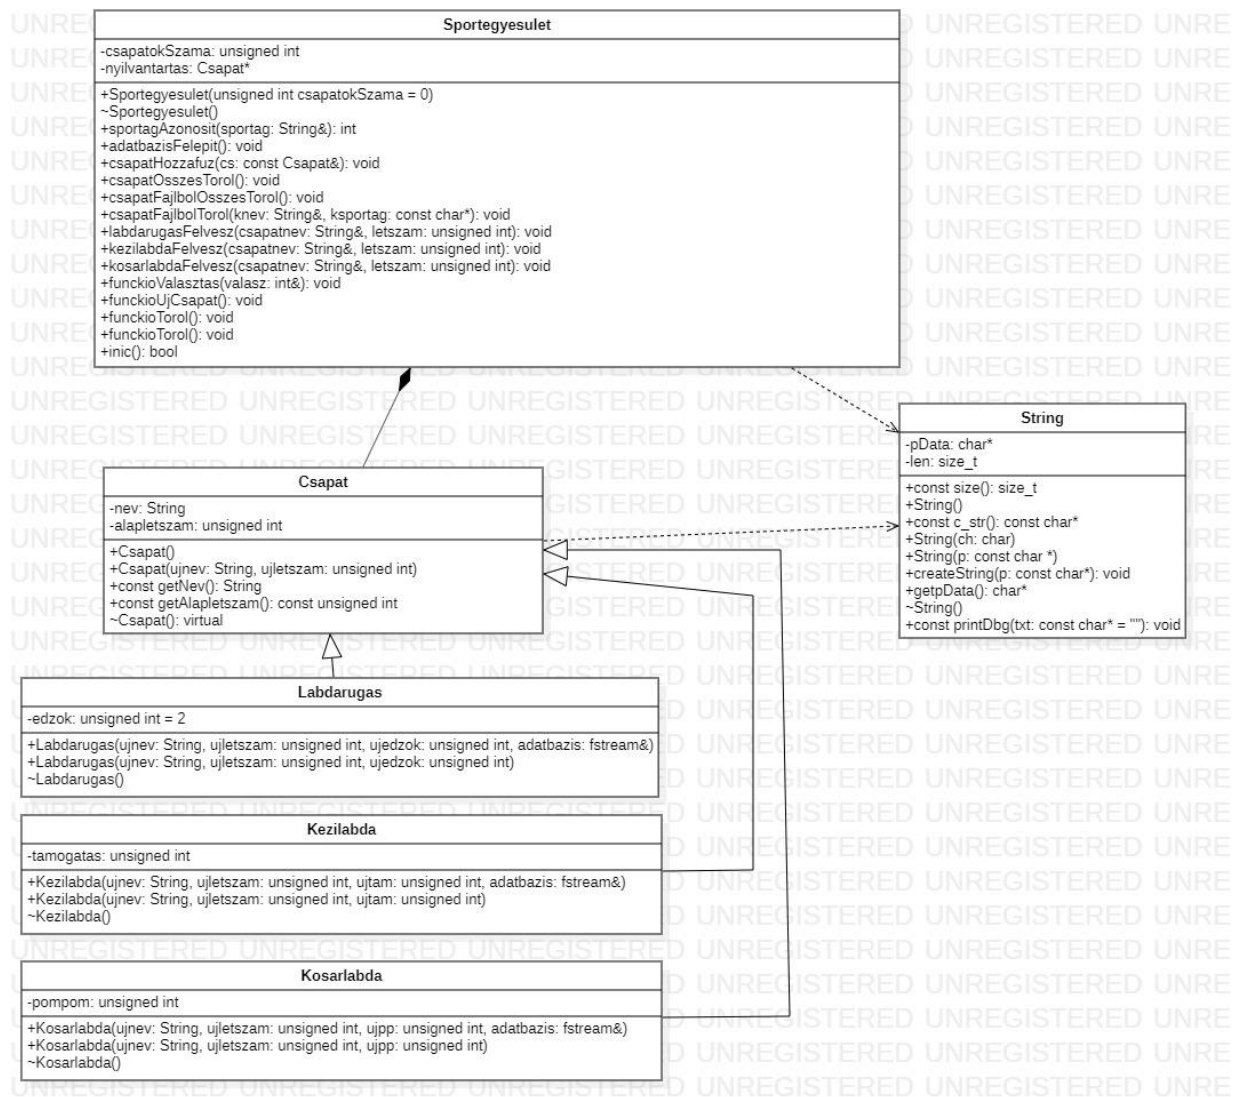 Sportegyesulet
-csapatokSzama: unsigned int
-nyilvantartas: Csapat*
+Sportegyesulet(unsigned int csapatokSzama = 0)
~Sportegyesulet()
+sportagAzonosit(sportag: String&): int
+adatbazisFelepit(): void
+csapatHozzafuz(cs: const Csapat&): void
+csapatOsszesTorol(): void
+csapatFajlbolOsszesTorol(): void
+csapatFajlbolTorol(knev: String&, ksportag: const char*): void
+labdarugasFelvesz(csapatnev: String&, letszam: unsigned int): void
+kezilabdaFelvesz(csapatnev: String&, letszam: unsigned int): void
+kosarlabdaFelvesz(csapatnev: String&, letszam: unsigned int): void
+funckioValasztas(valasz: int&): void
+funckioUjCsapat(): void
+funckioTorol(): void
+funckioTorol(): void
+inic(): bool
String
-pData: char*
-len: size_t
+const size(): size_t
+String()
+const c_str(): const char*
+String(ch: char)
+String(p: const char *)
+createString(p: const char*): void
+getpData(): char*
~String()
+const printDbg(txt: const char* = ""): void
Csapat
-nev: String
-alapletszam: unsigned int
+Csapat()
+Csapat(ujnev: String, ujletszam: unsigned int)
+const getNev(): String
+const getAlapletszam(): const unsigned int
~Csapat(): virtual
Labdarugas
-edzok: unsigned int = 2
+Labdarugas(ujnev: String, ujletszam: unsigned int, ujedzok: unsigned int, adatbazis: fstream&)
+Labdarugas(ujnev: String, ujletszam: unsigned int, ujedzok: unsigned int)
~Labdarugas()
Kezilabda
-tamogatas: unsigned int
+Kezilabda(ujnev: String, ujletszam: unsigned int, ujtam: unsigned int, adatbazis: fstream&)
+Kezilabda(ujnev: String, ujletszam: unsigned int, ujtam: unsigned int)
~Kezilabda()
Kosarlabda
-pompom: unsigned int
+Kosarlabda(ujnev: String, ujletszam: unsigned int, ujpp: unsigned int, adatbazis: fstream&)
+Kosarlabda(ujnev: String, ujletszam: unsigned int, ujpp: unsigned int)
~Kosarlabda()